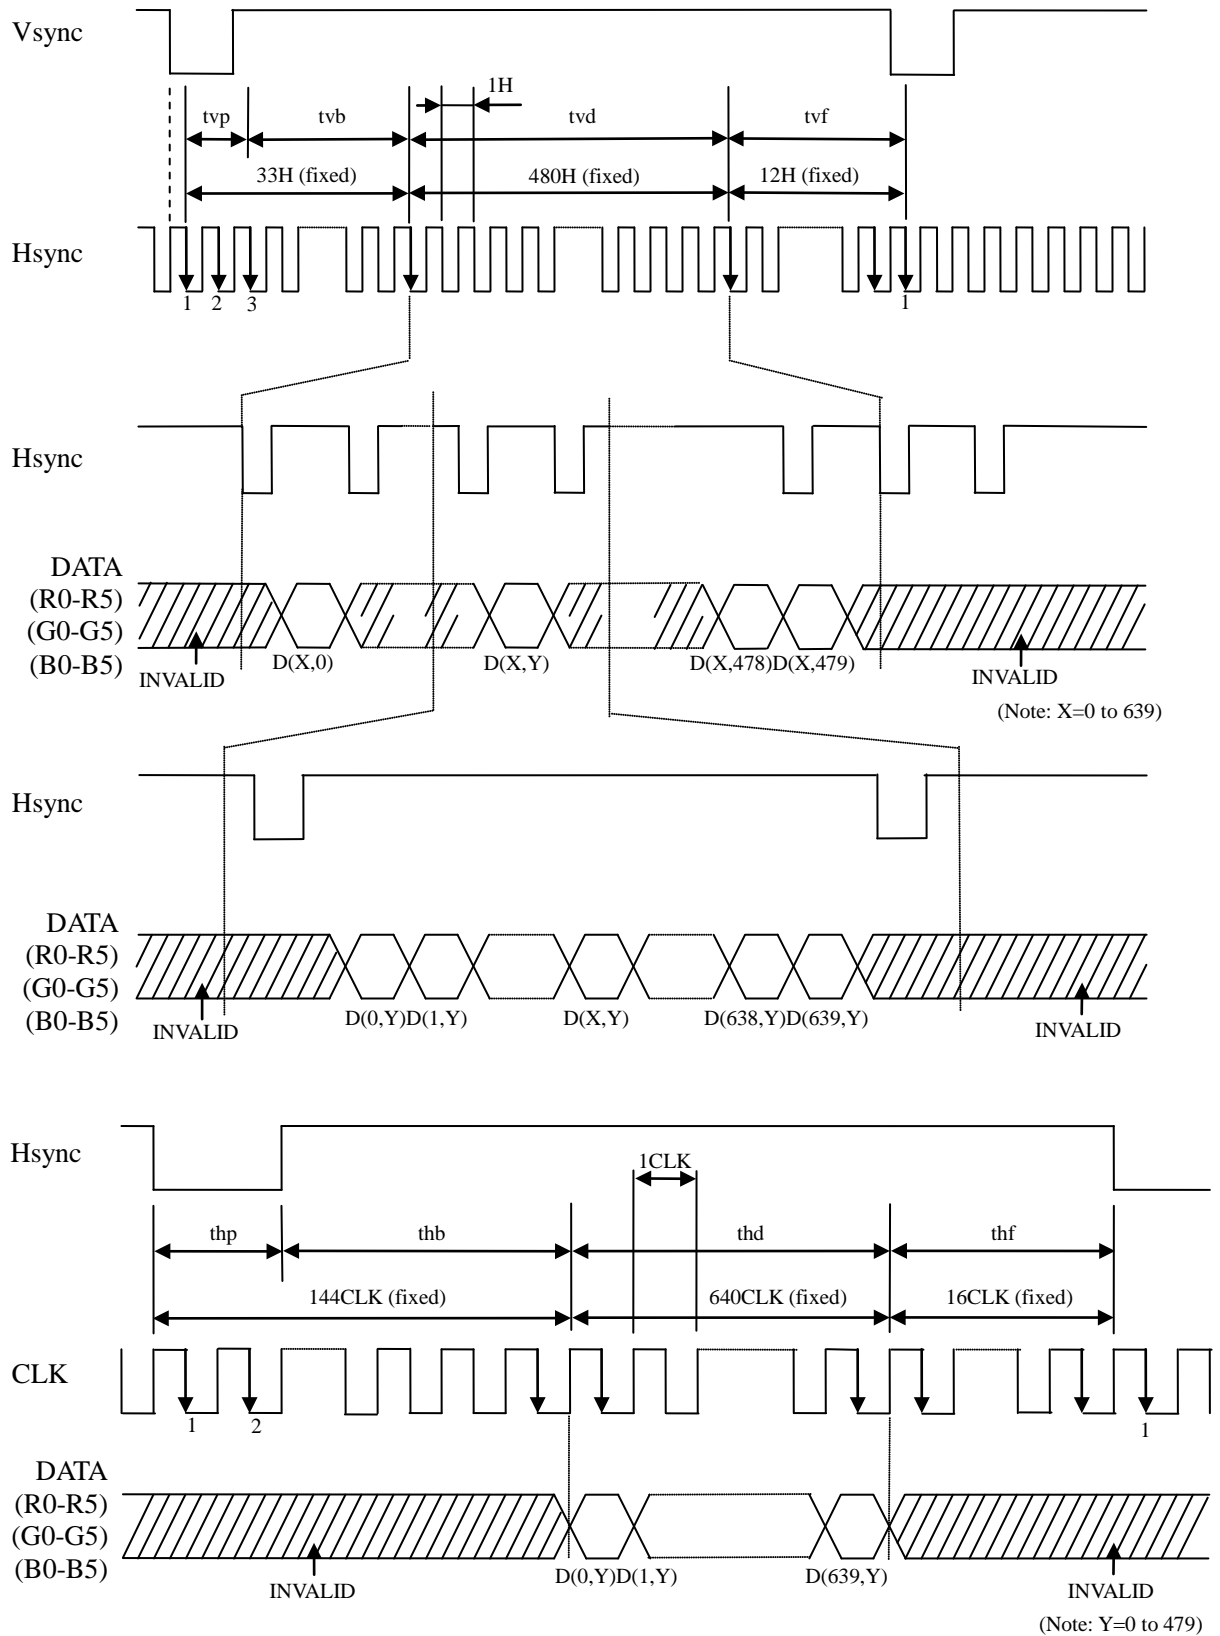 Vsync
1H
tvp tvb tvd tvf
33H (fixed) 480H (fixed) 12H (fixed)
Hsync
1 2 3 1
Hsync
DATA
(R0-R5)
(G0-G5)
(B0-B5)
D(X,0) D(X,Y) D(X,478)D(X,479)
INVALID INVALID
(Note: X=0 to 639)
Hsync
DATA
(R0-R5)
(G0-G5)
(B0-B5)
D(0,Y)D(1,Y) D(X,Y) D(638,Y)D(639,Y)
INVALID INVALID
Hsync
1CLK
thp thb thd thf
144CLK (fixed) 640CLK (fixed) 16CLK (fixed)
CLK
1 2 1
DATA
(R0-R5)
(G0-G5)
(B0-B5)
D(0,Y)D(1,Y) D(639,Y)
INVALID INVALID
(Note: Y=0 to 479)